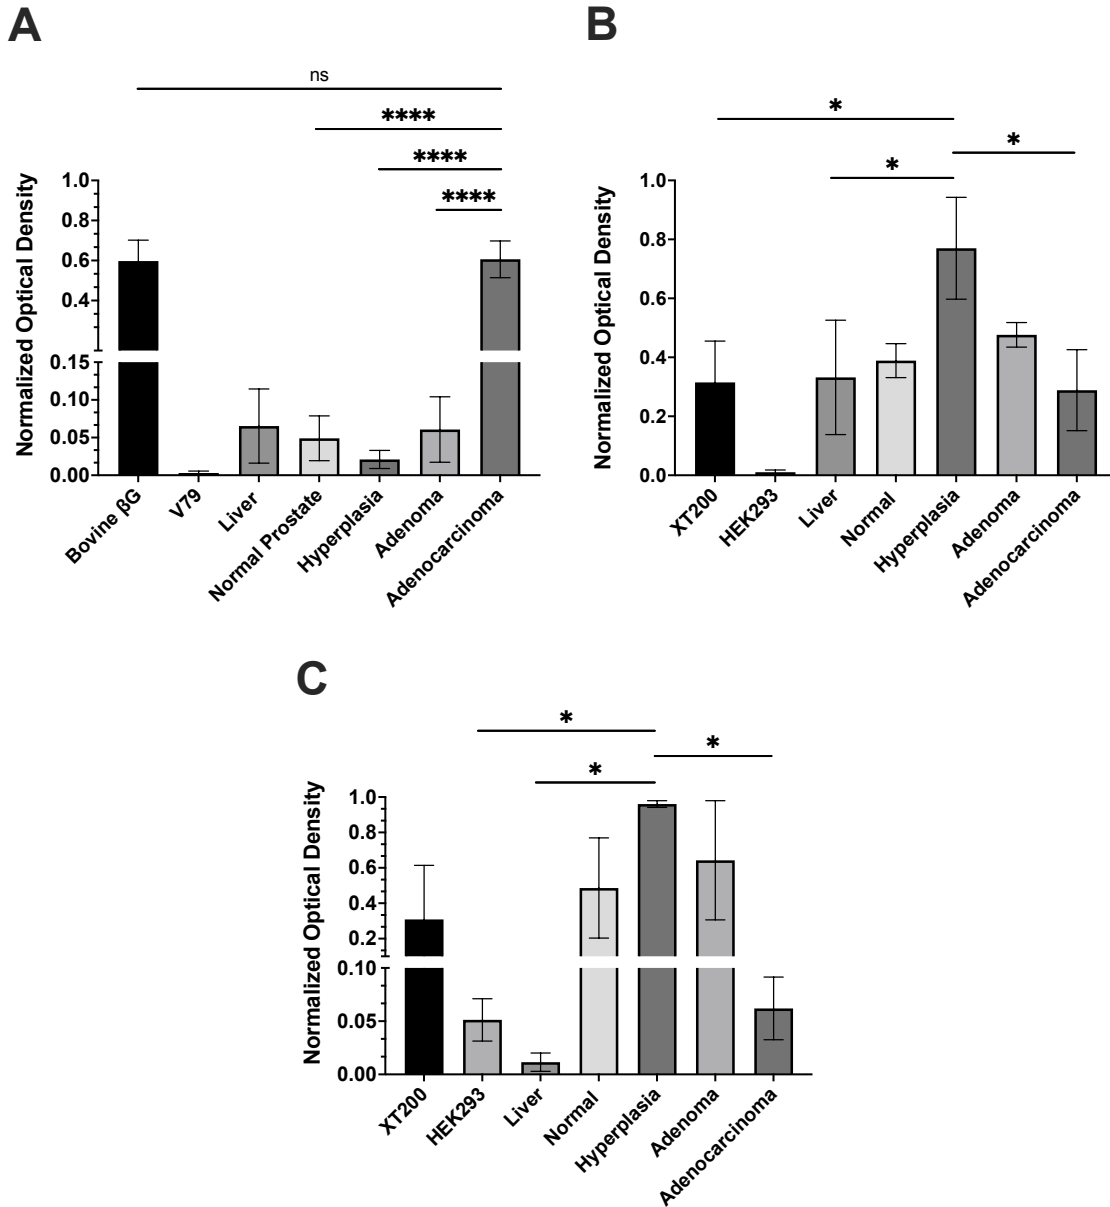 A
ns
****
****
****
Normalized Optical Density
1.0
0.8
0.6
0.4
0.15
0.10
0.05
0.00
Bovine βG
V79
Liver
Normal Prostate
Hyperplasia
Adenoma
Adenocarcinoma
B
*
*
*
Normalized Optical Density
1.0
0.8
0.6
0.4
0.2
0.0
XT200
HEK293
Liver
Normal
Hyperplasia
Adenoma
Adenocarcinoma
C
*
*
*
Normalized Optical Density
1.0
0.8
0.6
0.4
0.2
0.10
0.05
0.00
XT200
HEK293
Liver
Normal
Hyperplasia
Adenoma
Adenocarcinoma